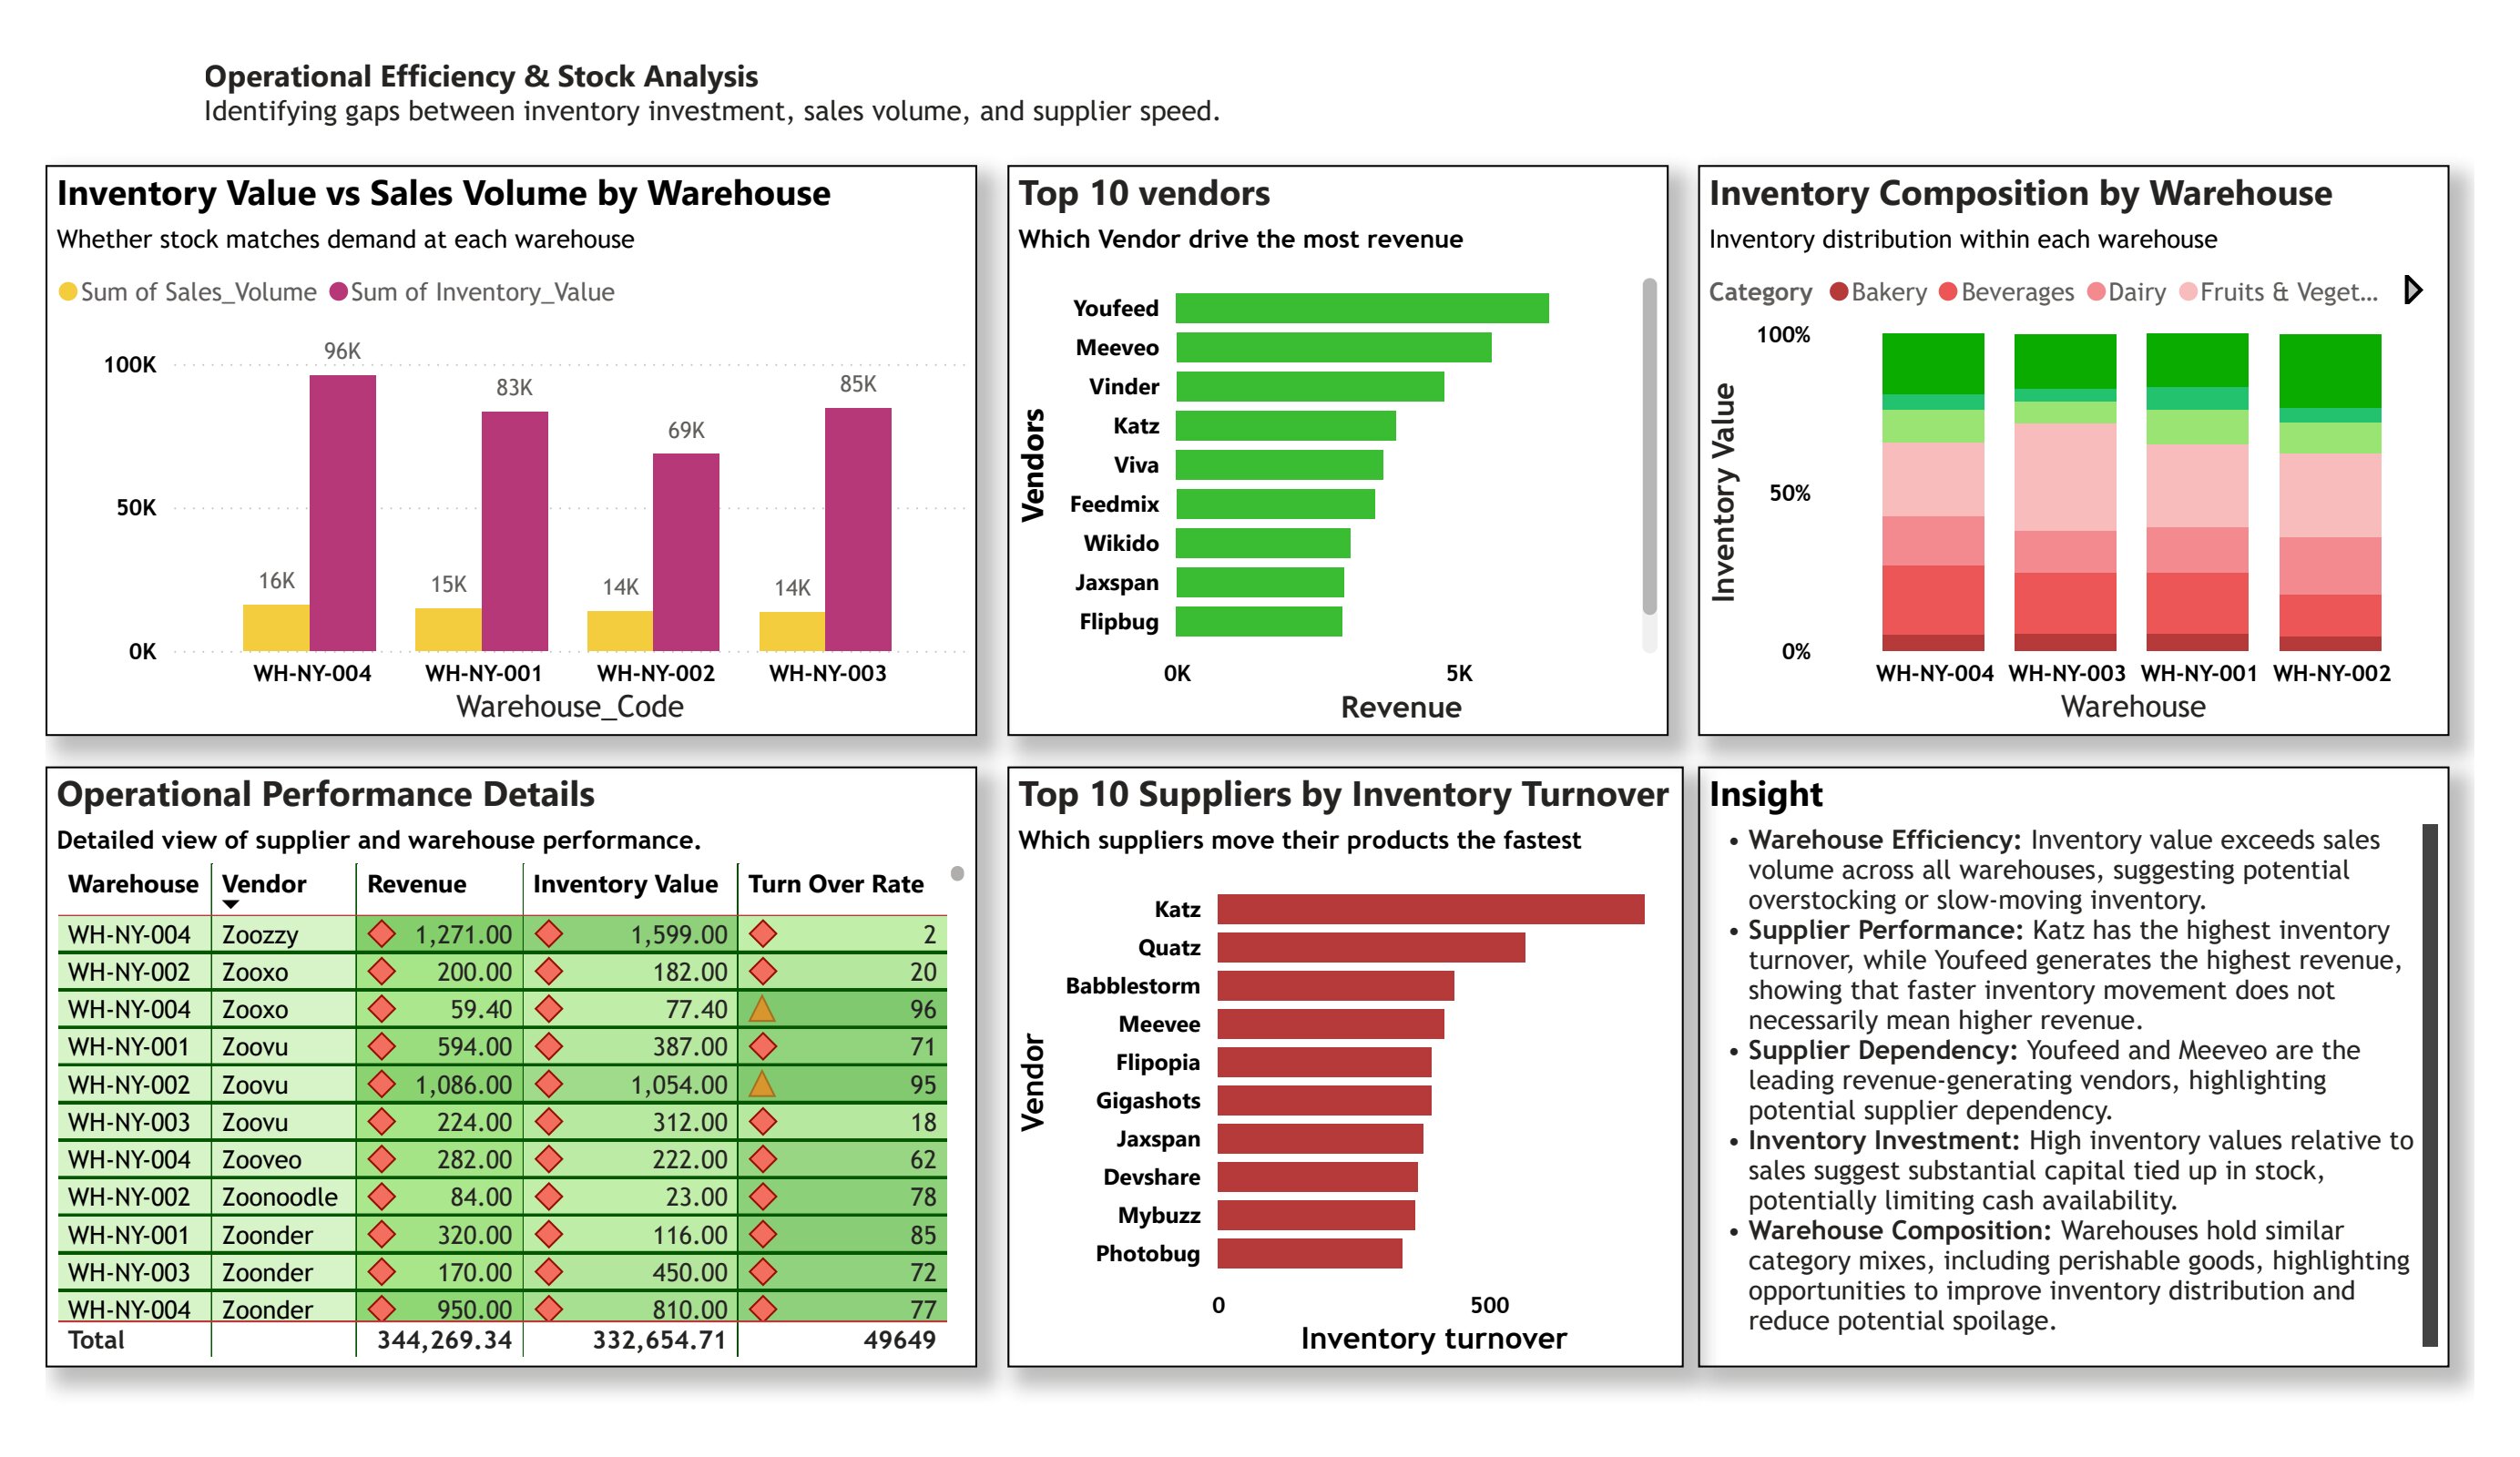 Operational Efficiency & Stock Analysis
Identifying gaps between inventory investment, sales volume, and supplier speed.
Inventory Value vs Sales Volume by Warehouse
Whether stock matches demand at each warehouse
Sum of Sales_Volume Sum of Inventory_Value
100K
50K
0K
96K
83K
69K
85K
16K
15K
14K
14K
WH-NY-004 WH-NY-001 WH-NY-002 WH-NY-003
Warehouse_Code
Top 10 vendors
Which Vendor drive the most revenue
Vendors
Youfeed
Meeveo
Vinder
Katz
Viva
Feedmix
Wikido
Jaxspan
Flipbug
0K 5K
Revenue
Inventory Composition by Warehouse
Inventory distribution within each warehouse
Category Bakery Beverages Dairy Fruits & Veget...
Inventory Value
100%
50%
0%
WH-NY-004 WH-NY-003 WH-NY-001 WH-NY-002
Warehouse
Operational Performance Details
Detailed view of supplier and warehouse performance.
Warehouse Vendor Revenue Inventory Value Turn Over Rate
WH-NY-004 Zoozzy 1,271.00 1,599.00 2
WH-NY-002 Zooxo 200.00 182.00 20
WH-NY-004 Zooxo 59.40 77.40 96
WH-NY-001 Zoovu 594.00 387.00 71
WH-NY-002 Zoovu 1,086.00 1,054.00 95
WH-NY-003 Zoovu 224.00 312.00 18
WH-NY-004 Zooveo 282.00 222.00 62
WH-NY-002 Zoonoodle 84.00 23.00 78
WH-NY-001 Zoonder 320.00 116.00 85
WH-NY-003 Zoonder 170.00 450.00 72
WH-NY-004 Zoonder 950.00 810.00 77
Total 344,269.34 332,654.71 49649
Top 10 Suppliers by Inventory Turnover
Which suppliers move their products the fastest
Vendor
Katz
Quatz
Babblestorm
Meevee
Flipopia
Gigashots
Jaxspan
Devshare
Mybuzz
Photobug
0 500
Inventory turnover
Insight
• Warehouse Efficiency: Inventory value exceeds sales
volume across all warehouses, suggesting potential
overstocking or slow-moving inventory.
• Supplier Performance: Katz has the highest inventory
turnover, while Youfeed generates the highest revenue,
showing that faster inventory movement does not
necessarily mean higher revenue.
• Supplier Dependency: Youfeed and Meeveo are the
leading revenue-generating vendors, highlighting
potential supplier dependency.
• Inventory Investment: High inventory values relative to
sales suggest substantial capital tied up in stock,
potentially limiting cash availability.
• Warehouse Composition: Warehouses hold similar
category mixes, including perishable goods, highlighting
opportunities to improve inventory distribution and
reduce potential spoilage.